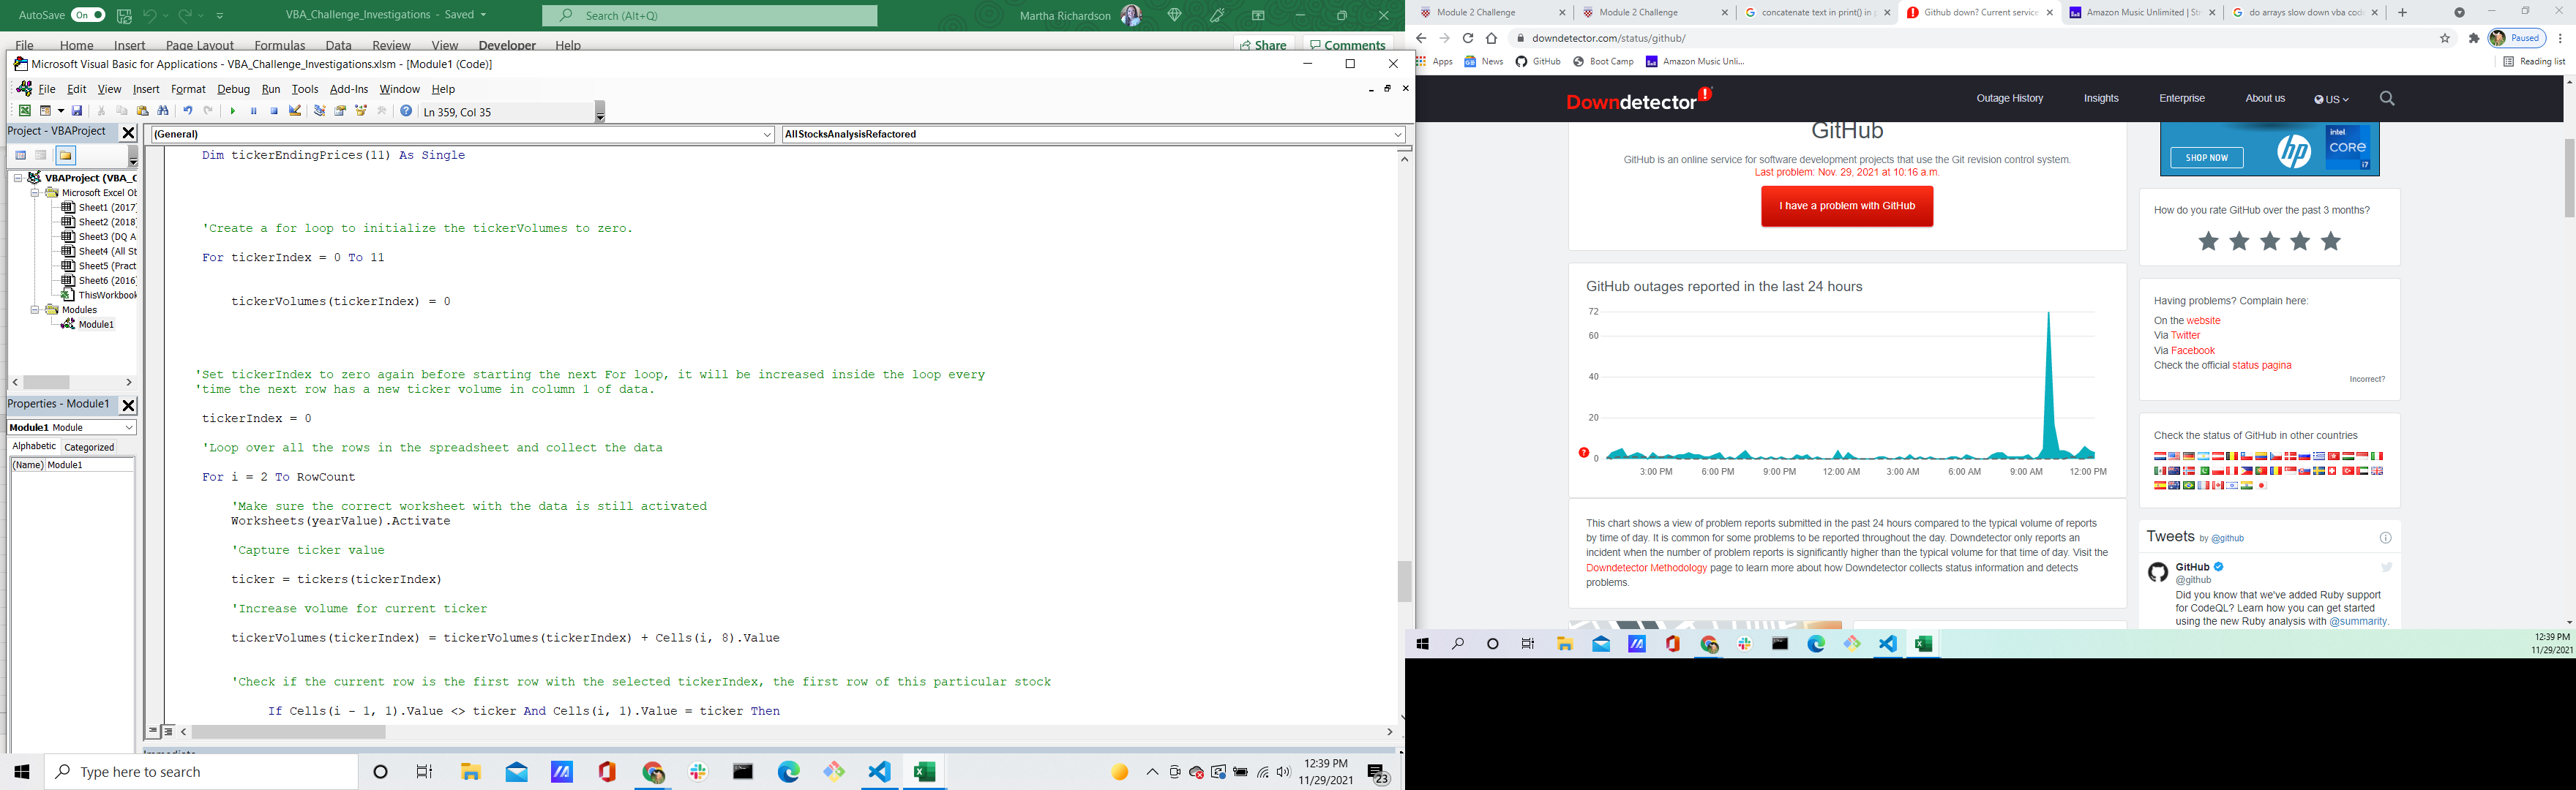 AutoSave On
VBA_Challenge_Investigations - Saved
Search (Alt+Q)
Martha Richardson
File Home Insert Page Layout Formulas Data Review View Developer Help
Share Comments
Microsoft Visual Basic for Applications - VBA_Challenge_Investigations.xlsm - [Module1 (Code)]
File Edit View Insert Format Debug Run Tools Add-Ins Window Help
Ln 359, Col 35
Project - VBAProject
VBAProject (VBA_C
Microsoft Excel Ob
Sheet1 (2017)
Sheet2 (2018)
Sheet3 (DQ A
Sheet4 (All St
Sheet5 (Pract
Sheet6 (2016)
ThisWorkbook
Modules
Module1
Properties - Module1
Module1 Module
Alphabetic Categorized
(Name) Module1
(General)
AllStocksAnalysisRefactored
Dim tickerEndingPrices(11) As Single
'Create a for loop to initialize the tickerVolumes to zero.
For tickerIndex = 0 To 11
tickerVolumes(tickerIndex) = 0
'Set tickerIndex to zero again before starting the next For loop, it will be increased inside the loop every
'time the next row has a new ticker volume in column 1 of data.
tickerIndex = 0
'Loop over all the rows in the spreadsheet and collect the data
For i = 2 To RowCount
'Make sure the correct worksheet with the data is still activated
Worksheets(yearValue).Activate
'Capture ticker value
ticker = tickers(tickerIndex)
'Increase volume for current ticker
tickerVolumes(tickerIndex) = tickerVolumes(tickerIndex) + Cells(i, 8).Value
'Check if the current row is the first row with the selected tickerIndex, the first row of this particular stock
If Cells(i - 1, 1).Value <> ticker And Cells(i, 1).Value = ticker Then
Type here to search
12:39 PM
11/29/2021
23
Module 2 Challenge
Module 2 Challenge
concatenate text in print() in p
Github down? Current service
Amazon Music Unlimited | St
do arrays slow down vba code
downdetector.com/status/github/
Paused
Apps News GitHub Boot Camp Amazon Music Unli...
Reading list
Downdetector
Outage History Insights Enterprise About us US
GitHub
GitHub is an online service for software development projects that use the Git revision control system.
Last problem: Nov. 29, 2021 at 10:16 a.m.
I have a problem with GitHub
GitHub outages reported in the last 24 hours
72
60
40
20
0
3:00 PM 6:00 PM 9:00 PM 12:00 AM 3:00 AM 6:00 AM 9:00 AM 12:00 PM
This chart shows a view of problem reports submitted in the past 24 hours compared to the typical volume of reports
by time of day. It is common for some problems to be reported throughout the day. Downdetector only reports an
incident when the number of problem reports is significantly higher than the typical volume for that time of day. Visit the
Downdetector Methodology page to learn more about how Downdetector collects status information and detects
problems.
SHOP NOW
hp
intel
CORE
i7
How do you rate GitHub over the past 3 months?
Having problems? Complain here:
On the website
Via Twitter
Via Facebook
Check the official status pagina
Incorrect?
Check the status of GitHub in other countries
Tweets by @github
GitHub
@github
Did you know that we've added Ruby support
for CodeQL? Learn how you can get started
using the new Ruby analysis with @summarity.
12:39 PM
11/29/2021